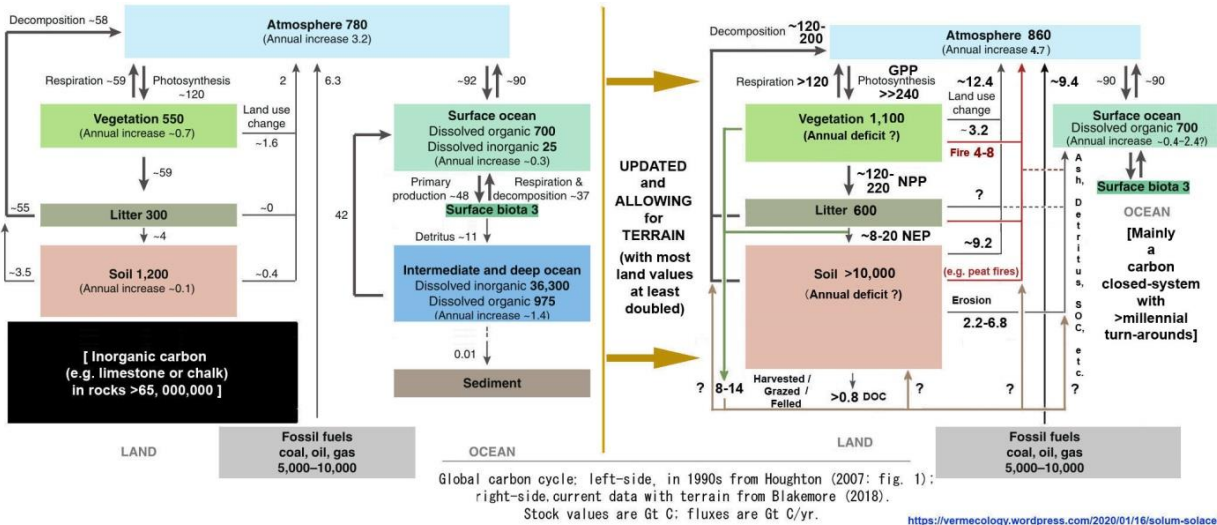 Decomposition ~58
Atmosphere 780
(Annual increase 3.2)
Respiration ~59
Photosynthesis
~120
2
6.3
~92
~90
Vegetation 550
(Annual increase ~0.7)
Land use
change
~1.6
~59
~55
Litter 300
~0
~4
~3.5
Soil 1,200
(Annual increase ~0.1)
~0.4
[ Inorganic carbon
(e.g. limestone or chalk)
in rocks >65, 000,000 ]
LAND
Fossil fuels
coal, oil, gas
5,000–10,000
Surface ocean
Dissolved organic 700
Dissolved inorganic 25
(Annual increase ~0.3)
Primary
production ~48
Respiration &
decomposition ~37
Surface biota 3
42
Detritus ~11
Intermediate and deep ocean
Dissolved inorganic 36,300
Dissolved organic 975
(Annual increase ~1.4)
0.01
Sediment
OCEAN
UPDATED
and
ALLOWING
for
TERRAIN
(with most
land values
at least
doubled)
Decomposition ~120-
200
Atmosphere 860
(Annual increase 4.7)
Respiration >120
GPP
Photosynthesis
>>240
~12.4
Land use
change
~3.2
~9.4
~90
~90
Vegetation 1,100
(Annual deficit ?)
Fire 4-8
~120-
220
NPP
?
Litter 600
~8-20 NEP
~9.2
Soil >10,000
(Annual deficit ?)
(e.g. peat fires)
Erosion
2.2-6.8
Surface ocean
Dissolved organic 700
(Annual increase ~0.4–2.4?)
Surface biota 3
OCEAN
[Mainly
a
carbon
closed-system
with
>millennial
turn-arounds]
Ash, Detritus, SOC, etc.
?
8-14
Harvested /
Grazed /
Felled
>0.8 DOC
?
?
?
LAND
Fossil fuels
coal, oil, gas
5,000–10,000
Global carbon cycle: left-side, in 1990s from Houghton (2007: fig. 1);
right-side, current data with terrain from Blakemore (2018).
Stock values are Gt C; fluxes are Gt C/yr.
https://vermecology.wordpress.com/2020/01/16/solum-solace